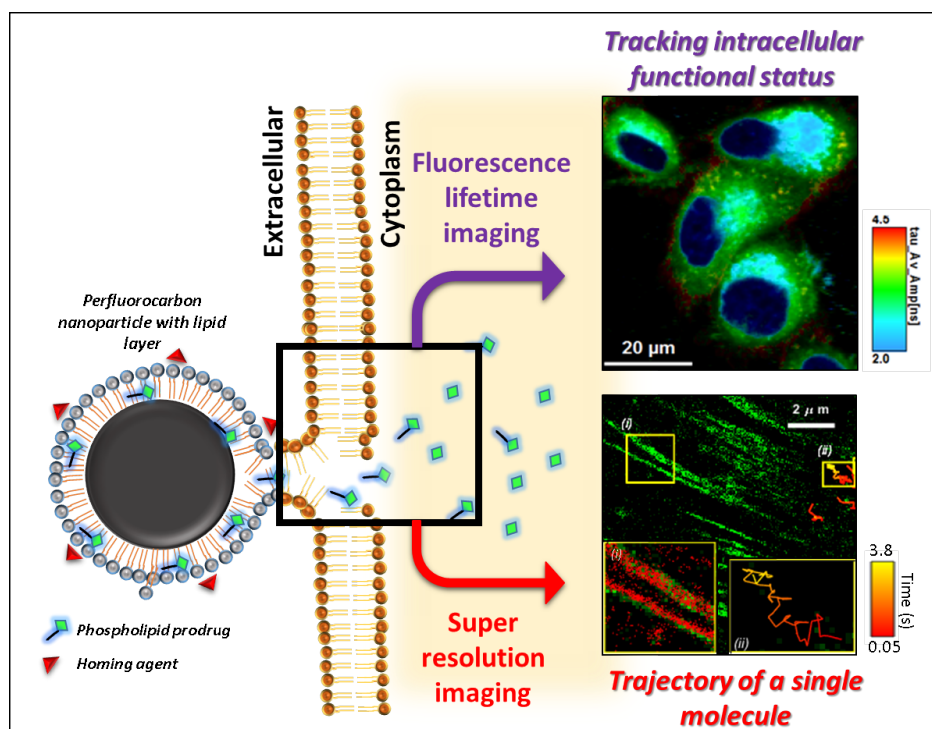 Tracking intracellular
functional status
Extracellular
Cytoplasm
Fluorescence
lifetime
imaging
4.5
tau_Av_Amp[ns]
2.0
20 µm
Perfluorocarbon
nanoparticle with lipid
layer
2 µ m
(i)
(ii)
(i)
(ii)
3.8
Time (s)
0.05
Phospholipid prodrug
Homing agent
Super
resolution
imaging
Trajectory of a single
molecule